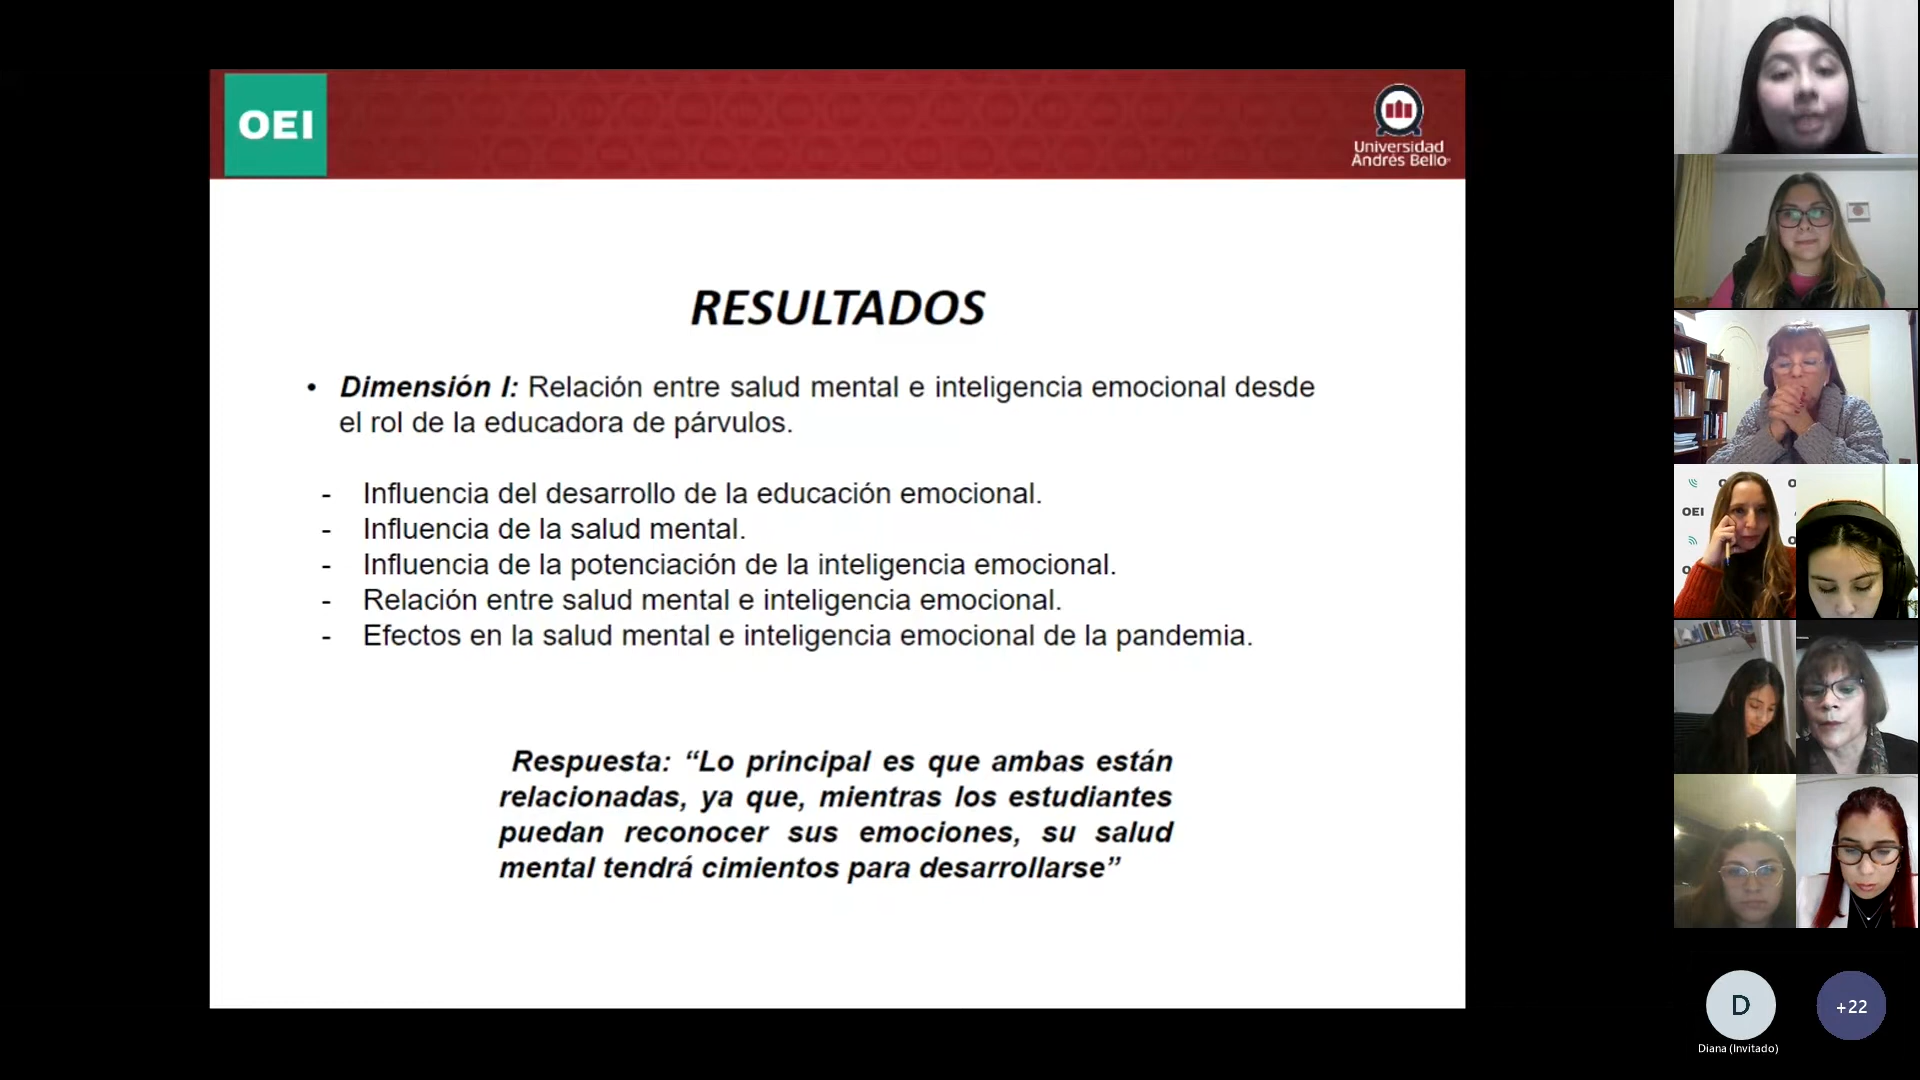 OEI
Universidad
Andrés Bello
RESULTADOS
• Dimensión I: Relación entre salud mental e inteligencia emocional desde
el rol de la educadora de párvulos.
- Influencia del desarrollo de la educación emocional.
- Influencia de la salud mental.
- Influencia de la potenciación de la inteligencia emocional.
- Relación entre salud mental e inteligencia emocional.
- Efectos en la salud mental e inteligencia emocional de la pandemia.
Respuesta: “Lo principal es que ambas están
relacionadas, ya que, mientras los estudiantes
puedan reconocer sus emociones, su salud
mental tendrá cimientos para desarrollarse”
OEI
D
+22
Diana (Invitado)